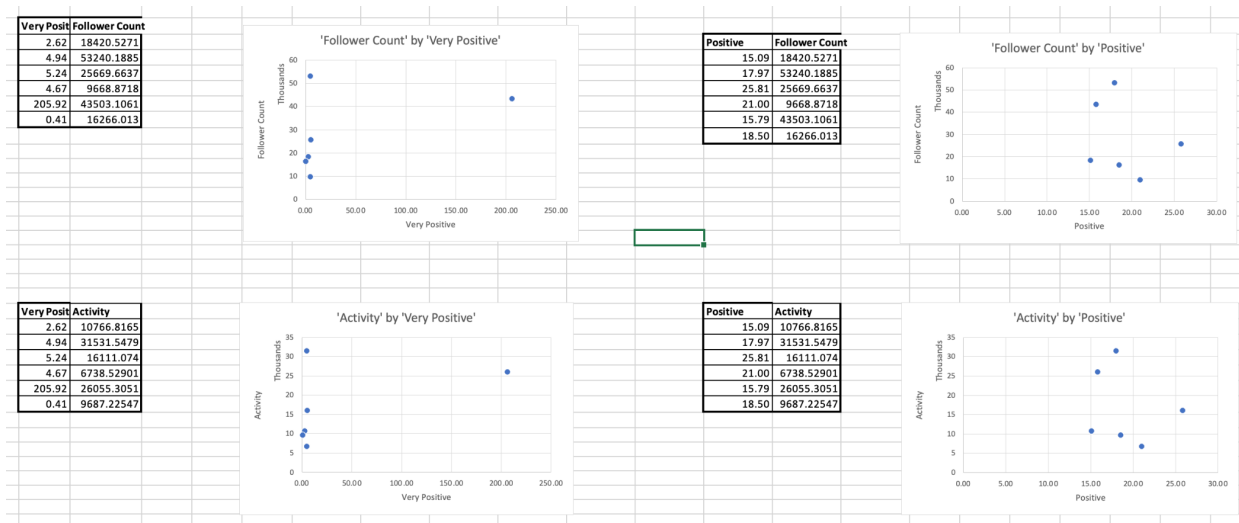 Very Posit Follower Count
2.62 18420.5271
4.94 53240.1885
5.24 25669.6637
4.67 9668.8718
205.92 43503.1061
0.41 16266.013
'Follower Count' by 'Very Positive'
Follower Count
Thousands
60
50
40
30
20
10
0
0.00 50.00 100.00 150.00 200.00 250.00
Very Positive
Positive Follower Count
15.09 18420.5271
17.97 53240.1885
25.81 25669.6637
21.00 9668.8718
15.79 43503.1061
18.50 16266.013
'Follower Count' by 'Positive'
Follower Count
Thousands
60
50
40
30
20
10
0
0.00 5.00 10.00 15.00 20.00 25.00 30.00
Positive
Very Posit Activity
2.62 10766.8165
4.94 31531.5479
5.24 16111.074
4.67 6738.52901
205.92 26055.3051
0.41 9687.22547
'Activity' by 'Very Positive'
Activity
Thousands
35
30
25
20
15
10
5
0
0.00 50.00 100.00 150.00 200.00 250.00
Very Positive
Positive Activity
15.09 10766.8165
17.97 31531.5479
25.81 16111.074
21.00 6738.52901
15.79 26055.3051
18.50 9687.22547
'Activity' by 'Positive'
Activity
Thousands
35
30
25
20
15
10
5
0
0.00 5.00 10.00 15.00 20.00 25.00 30.00
Positive